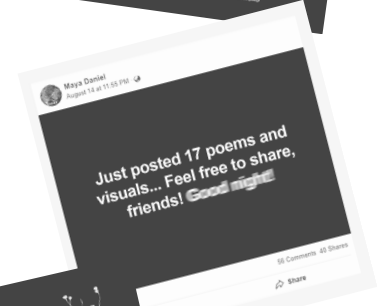 Maya Daniel
August 14 at 11:55 PM
Just posted 17 poems and
visuals... Feel free to share,
friends! Good night!
56 Comments 40 Shares
Share